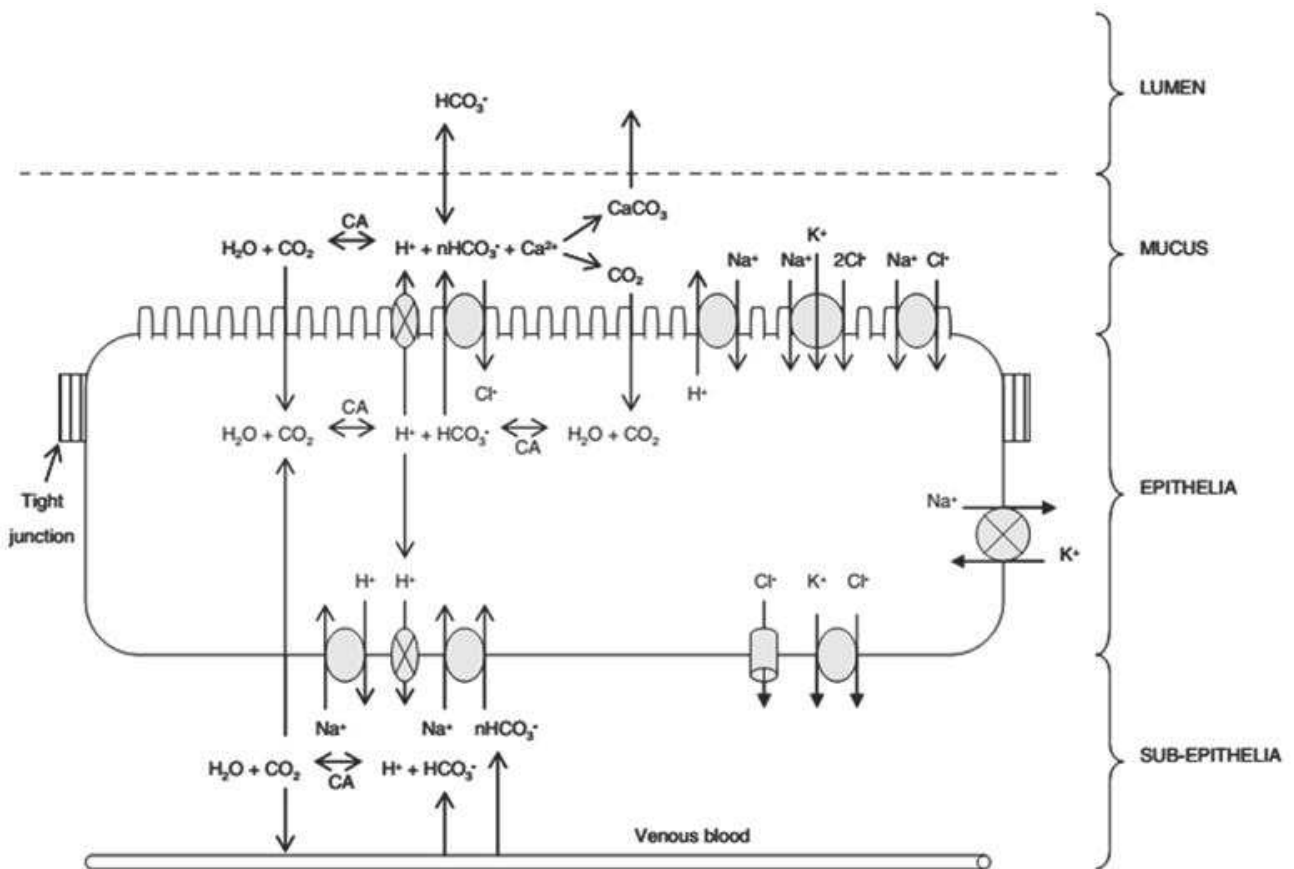 LUMEN
HCO₃⁻
CaCO₃
CA
H₂O + CO₂
H⁺ + nHCO₃⁻ + Ca²⁺
CO₂
K⁺
Na⁺ Na⁺ 2Cl⁻ Na⁺ Cl⁻
MUCUS
Cl⁻
H⁺
CA
H₂O + CO₂
H⁺ + HCO₃⁻
CA
H₂O + CO₂
Tight
junction
EPITHELIA
Na⁺
K⁺
H⁺ H⁺
Cl⁻ K⁺ Cl⁻
Na⁺ Na⁺ nHCO₃⁻
H₂O + CO₂
CA
H⁺ + HCO₃⁻
SUB-EPITHELIA
Venous blood